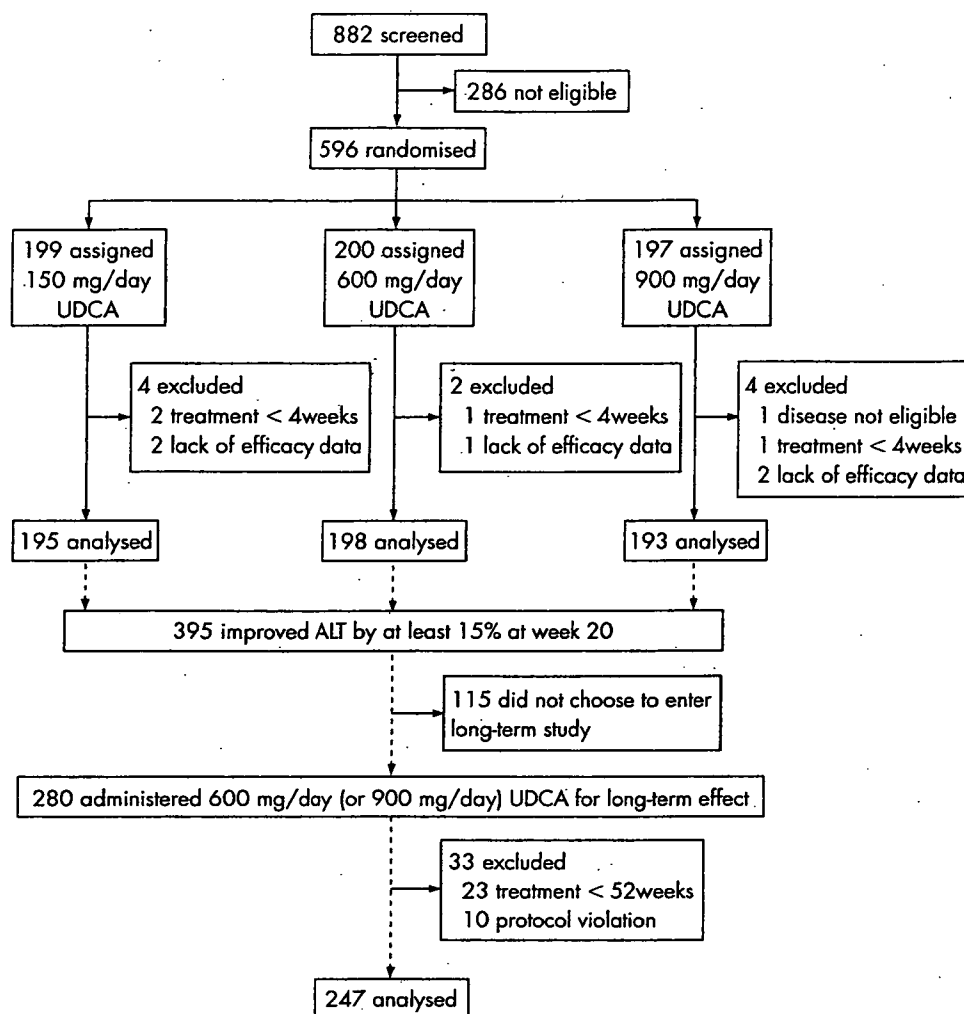 882 screened
286 not eligible
596 randomised
199 assigned
150 mg/day
UDCA
200 assigned
600 mg/day
UDCA
197 assigned
900 mg/day
UDCA
4 excluded
2 treatment < 4weeks
2 lack of efficacy data
2 excluded
1 treatment < 4weeks
1 lack of efficacy data
4 excluded
1 disease not eligible
1 treatment < 4weeks
2 lack of efficacy data
195 analysed
198 analysed
193 analysed
395 improved ALT by at least 15% at week 20
115 did not choose to enter
long-term study
280 administered 600 mg/day (or 900 mg/day) UDCA for long-term effect
33 excluded
23 treatment < 52weeks
10 protocol violation
247 analysed